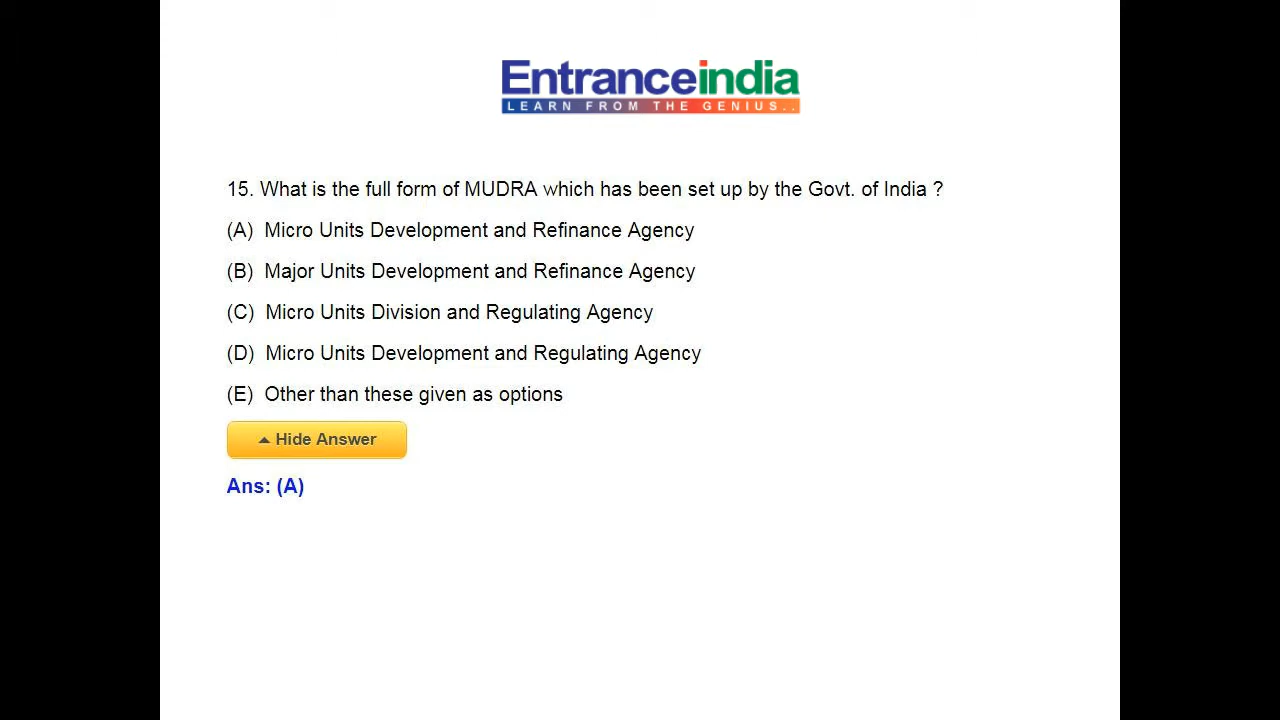 Entranceindia
LEARN FROM THE GENIUS..
15. What is the full form of MUDRA which has been set up by the Govt. of India ?
(A) Micro Units Development and Refinance Agency
(B) Major Units Development and Refinance Agency
(C) Micro Units Division and Regulating Agency
(D) Micro Units Development and Regulating Agency
(E) Other than these given as options
Hide Answer
Ans: (A)